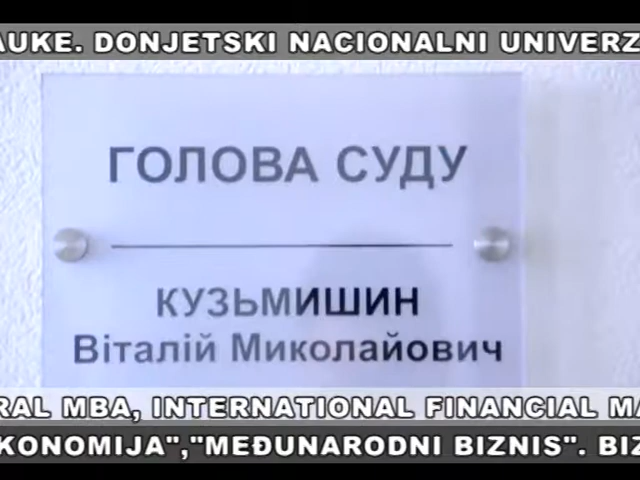 AUKE. DONJETSKI NACIONALNI UNIVERZ
ГОЛОВА СУДУ
КУЗЬМИШИН
Віталій Миколайович
RAL MBA, INTERNATIONAL FINANCIAL MA
KONOMIJA","MEĐUNARODNI BIZNIS". BIZ